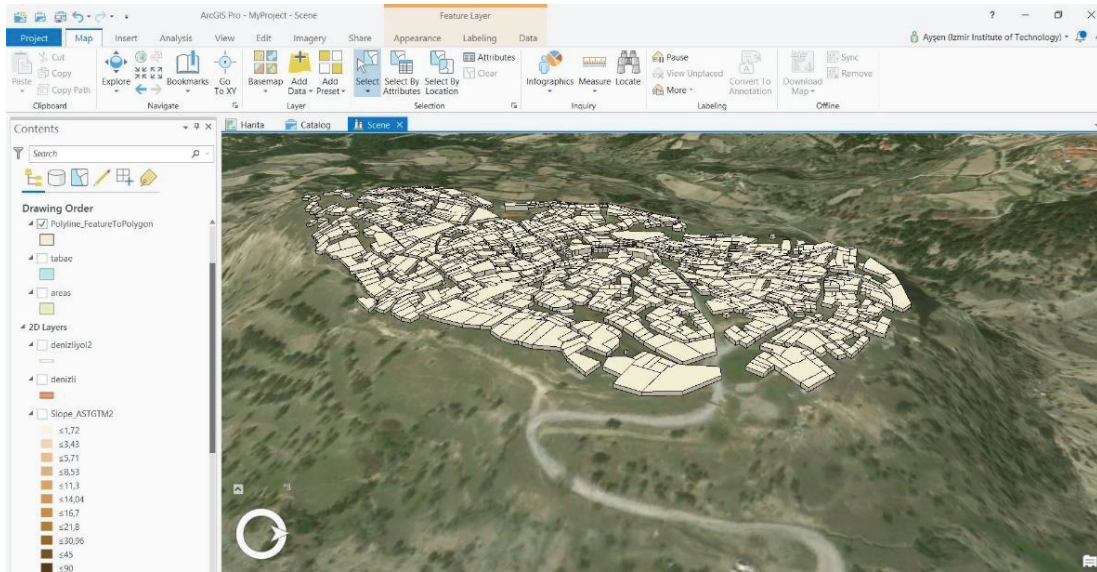 ArcGIS Pro - MyProject - Scene
Feature Layer
?
Project Map Insert Analysis View Edit Imagery Share Appearance Labeling Data
Ayşen (Izmir Institute of Technology)
Paste
Cut
Copy
Copy Path
Clipboard
Explore
Bookmarks
Go To XY
Navigate
Basemap
Add Data
Add Preset
Layer
Select
Select By Attributes
Select By Location
Attributes
Clear
Selection
Infographics
Measure
Locate
Inquiry
Pause
View Unplaced
More
Convert To Annotation
Labeling
Download Map
Sync
Remove
Offline
Contents
Harita
Catalog
Scene
Search
Drawing Order
Polyline_FeatureToPolygon
tabae
areas
2D Layers
denizliyol2
denizli
Slope_ASTGTM2
≤1,72
≤3,43
≤5,71
≤8,53
≤11,3
≤14,04
≤16,7
≤21,8
≤30,96
≤45
≤90